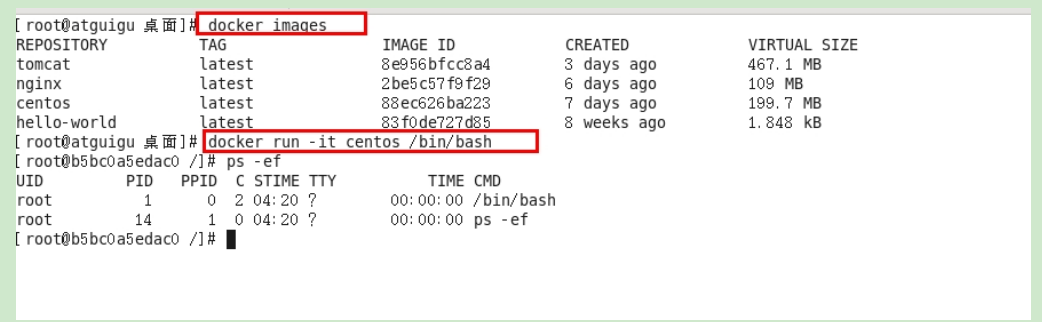 [root@atguigu 桌面]# docker images
REPOSITORY TAG IMAGE ID CREATED VIRTUAL SIZE
tomcat latest 8e956bfcc8a4 3 days ago 467.1 MB
nginx latest 2be5c57f9f29 6 days ago 109 MB
centos latest 88ec626ba223 7 days ago 199.7 MB
hello-world latest 83f0de727d85 8 weeks ago 1.848 kB
[root@atguigu 桌面]# docker run -it centos /bin/bash
[root@b5bc0a5edac0 /]# ps -ef
UID PID PPID C STIME TTY TIME CMD
root 1 0 2 04:20 ? 00:00:00 /bin/bash
root 14 1 0 04:20 ? 00:00:00 ps -ef
[root@b5bc0a5edac0 /]#